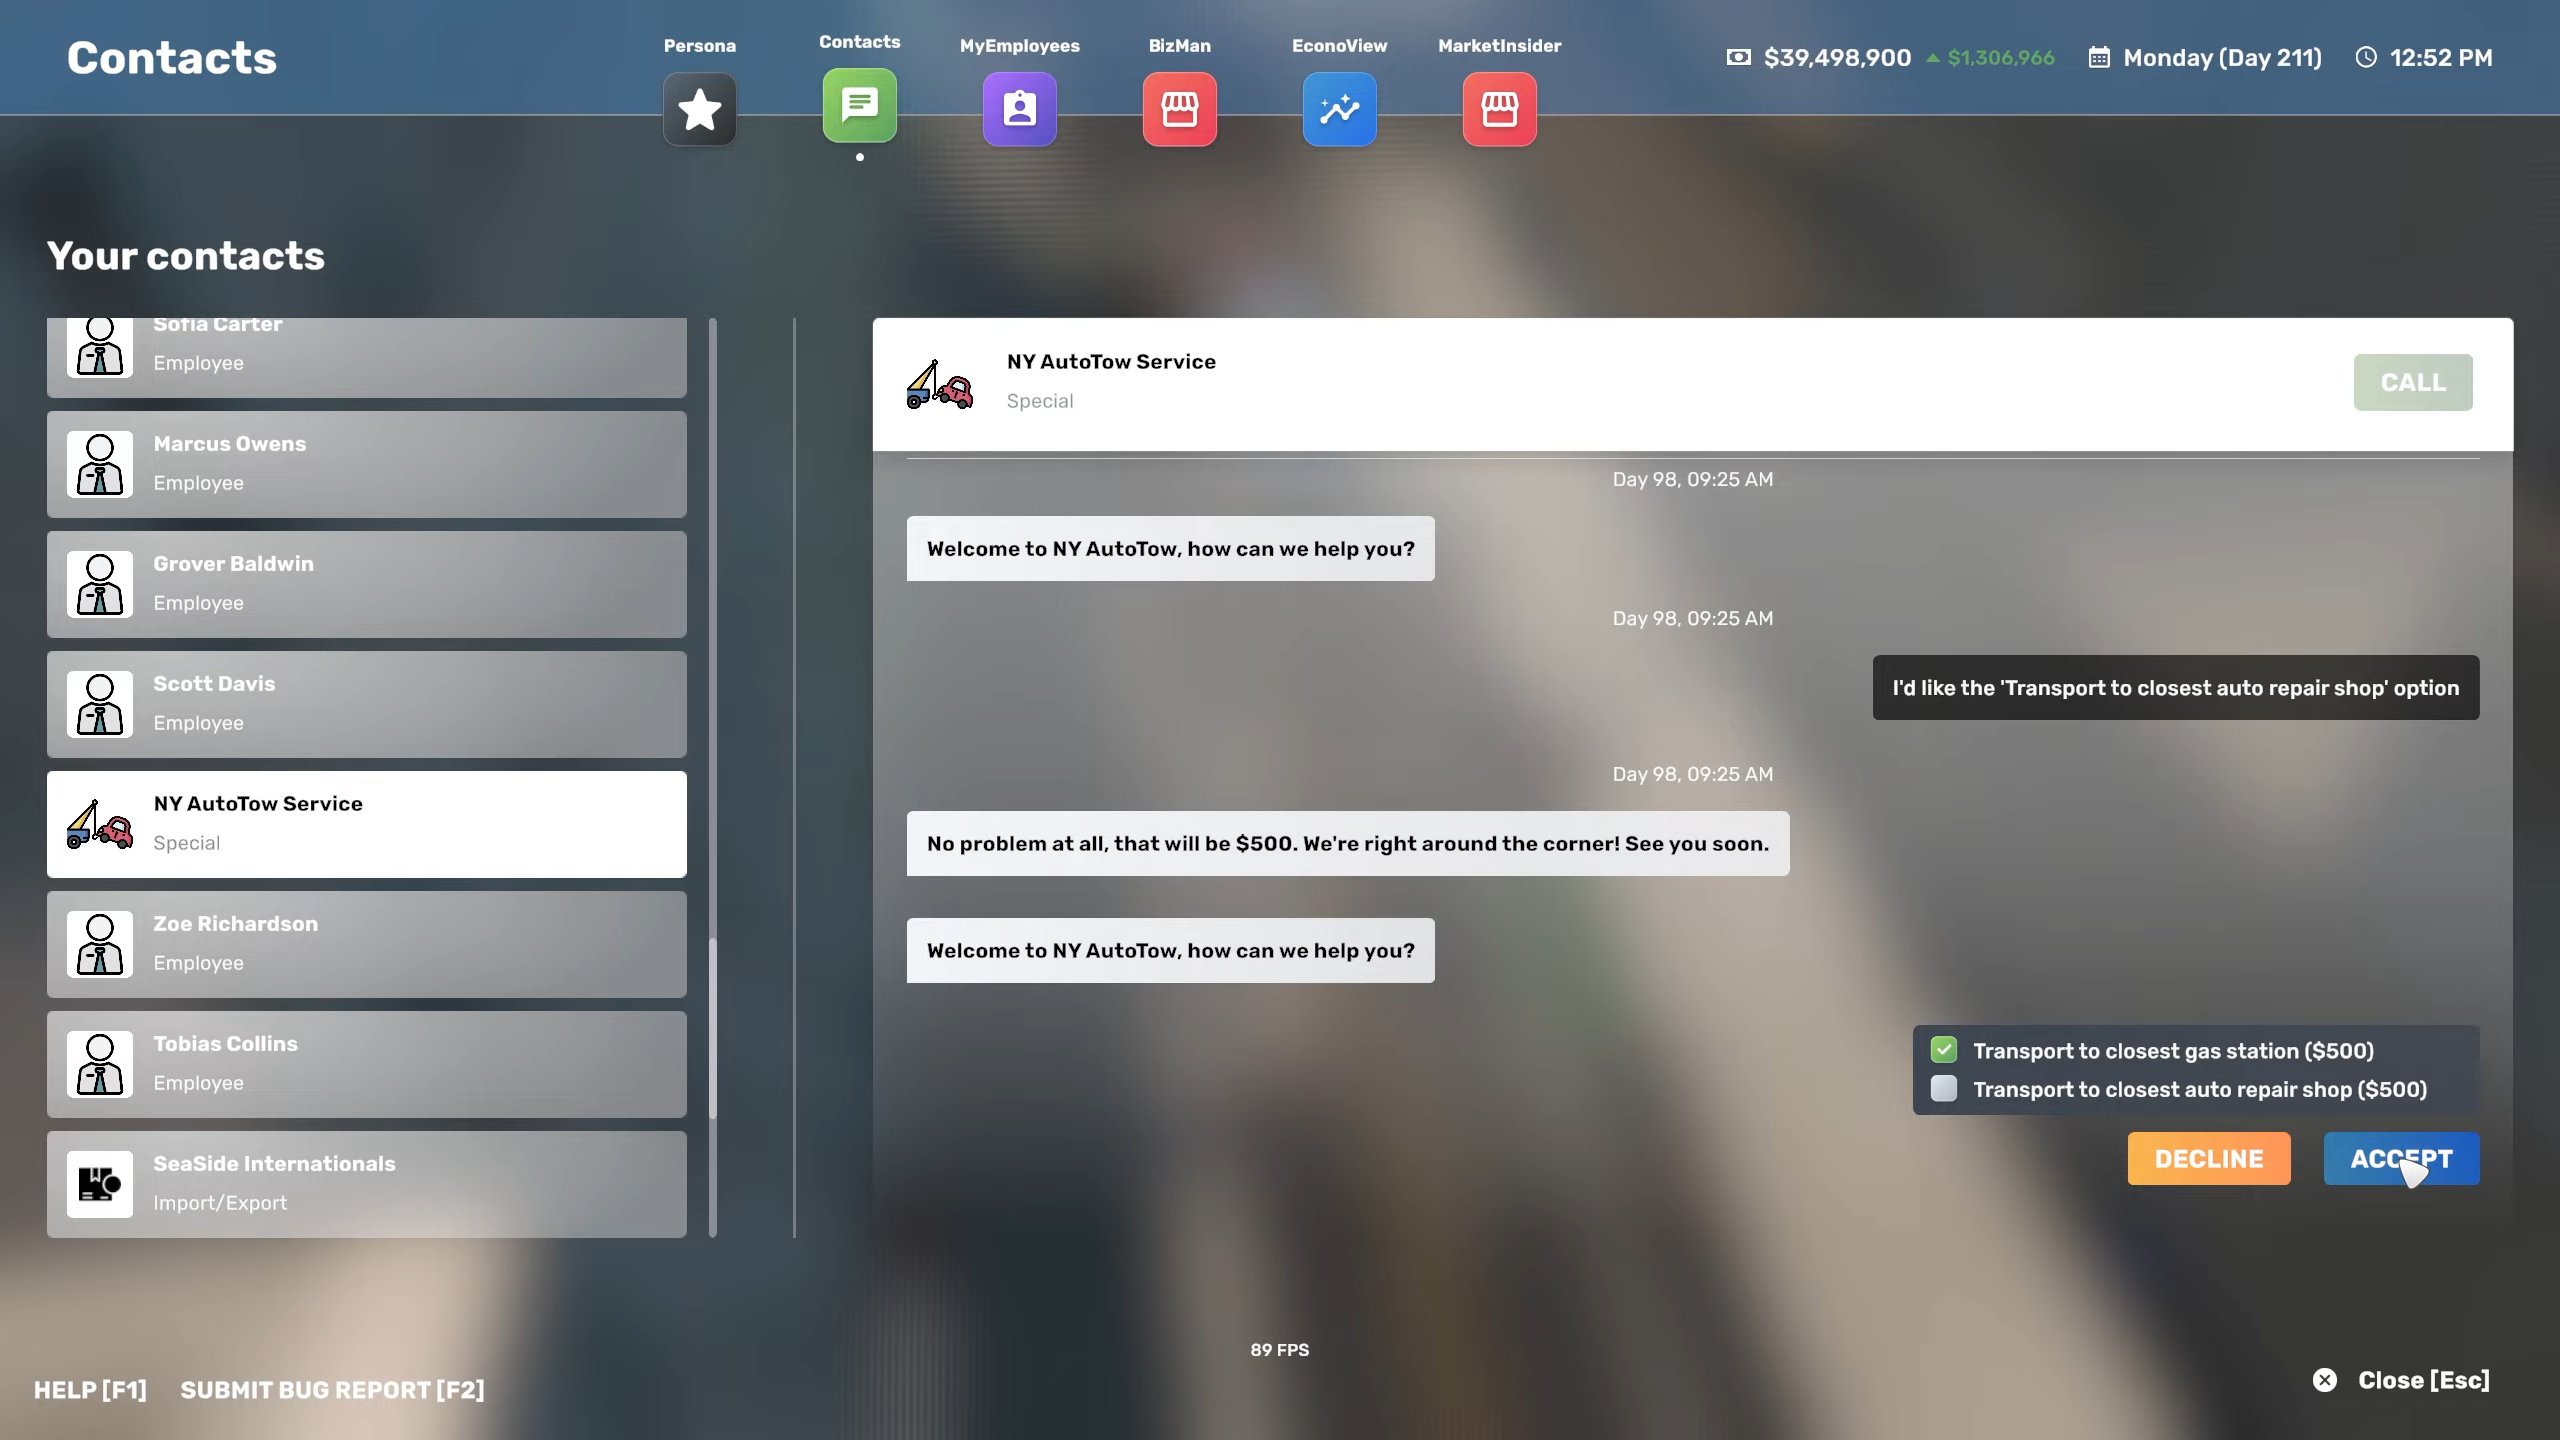 Contacts
Persona
Contacts
MyEmployees
BizMan
EconoView
MarketInsider
$39,498,900
$1,306,966
Monday (Day 211)
12:52 PM
Your contacts
Sofia Carter
Employee
Marcus Owens
Employee
Grover Baldwin
Employee
Scott Davis
Employee
NY AutoTow Service
Special
Zoe Richardson
Employee
Tobias Collins
Employee
SeaSide Internationals
Import/Export
NY AutoTow Service
Special
CALL
Day 98, 09:25 AM
Welcome to NY AutoTow, how can we help you?
Day 98, 09:25 AM
I'd like the 'Transport to closest auto repair shop' option
Day 98, 09:25 AM
No problem at all, that will be $500. We're right around the corner! See you soon.
Welcome to NY AutoTow, how can we help you?
Transport to closest gas station ($500)
Transport to closest auto repair shop ($500)
DECLINE
ACCEPT
89 FPS
HELP [F1]
SUBMIT BUG REPORT [F2]
Close [Esc]